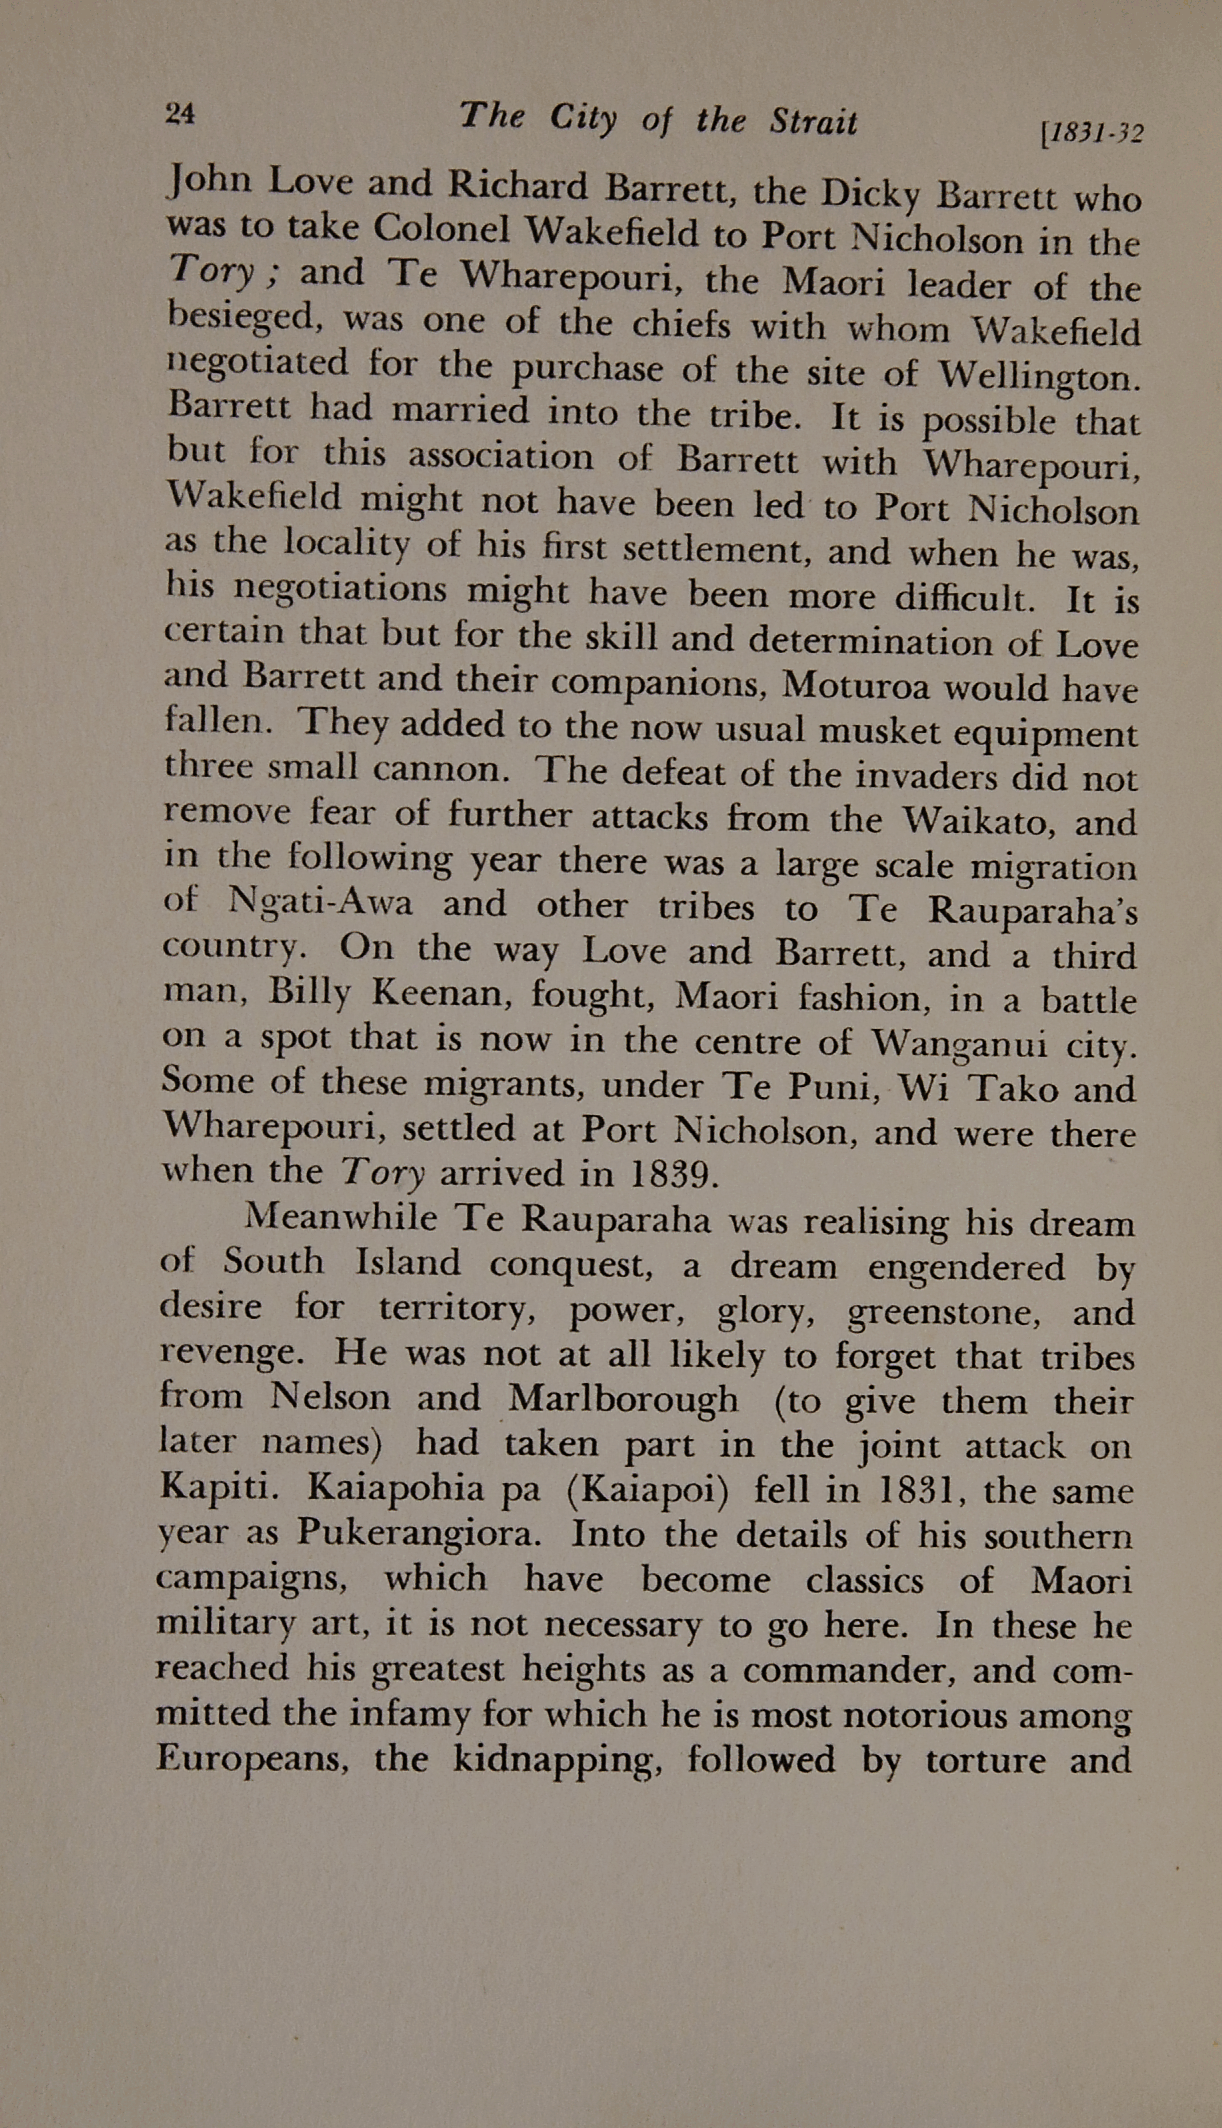 24 The City of the Strait [1831-32
John Love and Richard Barrett, the Dicky Barrett who
was to take Colonel Wakefield to Port Nicholson in the
Tory ; and Te Wharepouri, the Maori leader of the
besieged, was one of the chiefs with whom Wakefield
negotiated for the purchase of the site of Wellington.
Barrett had married into the tribe. It is possible that
but for this association of Barrett with Wharepouri,
Wakefield might not have been led to Port Nicholson
as the locality of his first settlement, and when he was,
his negotiations might have been more difficult. It is
certain that but for the skill and determination of Love
and Barrett and their companions, Moturoa would have
fallen. They added to the now usual musket equipment
three small cannon. The defeat of the invaders did not
remove fear of further attacks from the Waikato, and
in the following year there was a large scale migration
of Ngati-Awa and other tribes to Te Rauparaha's
country. On the way Love and Barrett, and a third
man, Billy Keenan, fought, Maori fashion, in a battle
on a spot that is now in the centre of Wanganui city.
Some of these migrants, under Te Puni, Wi Tako and
Wharepouri, settled at Port Nicholson, and were there
when the Tory arrived in 1839.
Meanwhile Te Rauparaha was realising his dream
of South Island conquest, a dream engendered by
desire for territory, power, glory, greenstone, and
revenge. He was not at all likely to forget that tribes
from Nelson and Marlborough (to give them their
later names) had taken part in the joint attack on
Kapiti. Kaiapohia pa (Kaiapoi) fell in 1831, the same
year as Pukerangiora. Into the details of his southern
campaigns, which have become classics of Maori
military art, it is not necessary to go here. In these he
reached his greatest heights as a commander, and com-
mitted the infamy for which he is most notorious among
Europeans, the kidnapping, followed by torture and